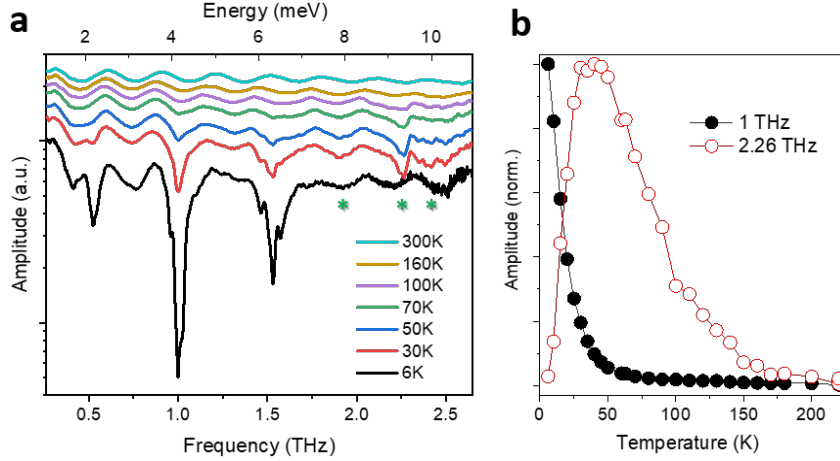 a
Energy (meV)
2 4 6 8 10
Amplitude (a.u.)
* * *
300K
160K
100K
70K
50K
30K
6K
0.5 1.0 1.5 2.0 2.5
Frequency (THz)
b
1 THz
2.26 THz
Amplitude (norm.)
0 50 100 150 200
Temperature (K)